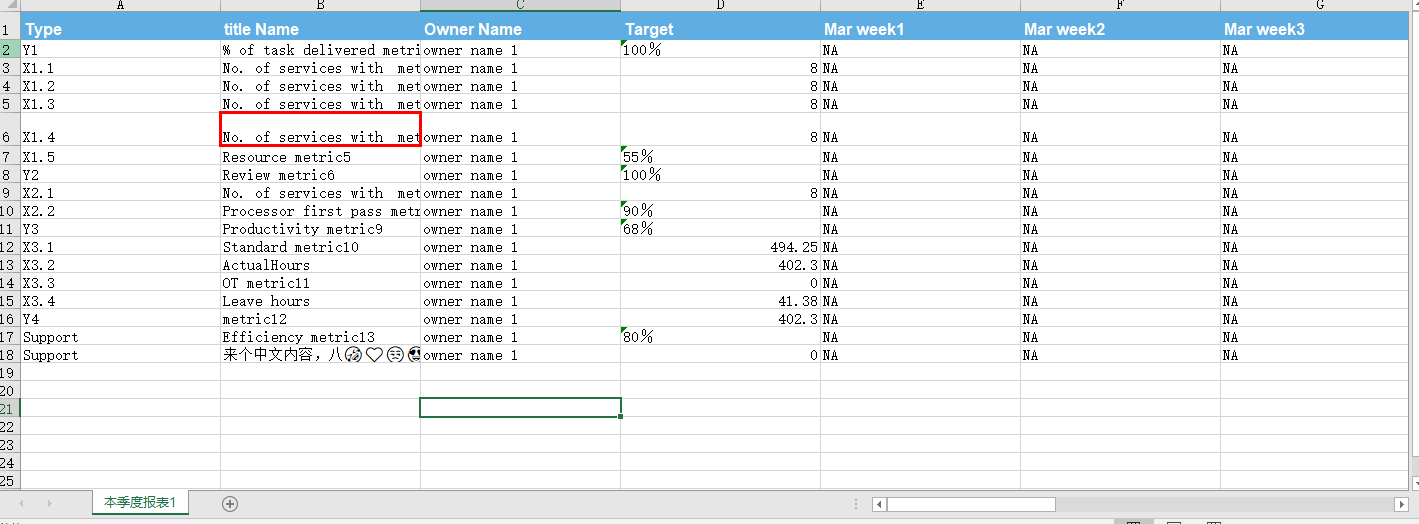 A B C D E F G
1 Type title Name Owner Name Target Mar week1 Mar week2 Mar week3
2 Y1 % of task delivered metri owner name 1 100% NA NA NA
3 X1.1 No. of services with met owner name 1 8 NA NA NA
4 X1.2 No. of services with met owner name 1 8 NA NA NA
5 X1.3 No. of services with met owner name 1 8 NA NA NA
6 X1.4 No. of services with met owner name 1 8 NA NA NA
7 X1.5 Resource metric5 owner name 1 55% NA NA NA
8 Y2 Review metric6 owner name 1 100% NA NA NA
9 X2.1 No. of services with met owner name 1 8 NA NA NA
10 X2.2 Processor first pass metr owner name 1 90% NA NA NA
11 Y3 Productivity metric9 owner name 1 68% NA NA NA
12 X3.1 Standard metric10 owner name 1 494.25 NA NA NA
13 X3.2 ActualHours owner name 1 402.3 NA NA NA
14 X3.3 OT metric11 owner name 1 0 NA NA NA
15 X3.4 Leave hours owner name 1 41.38 NA NA NA
16 Y4 metric12 owner name 1 402.3 NA NA NA
17 Support Efficiency metric13 owner name 1 80% NA NA NA
18 Support 来个中文内容，八 owner name 1 0 NA NA NA
19
20
21
22
23
24
25
本季度报表1